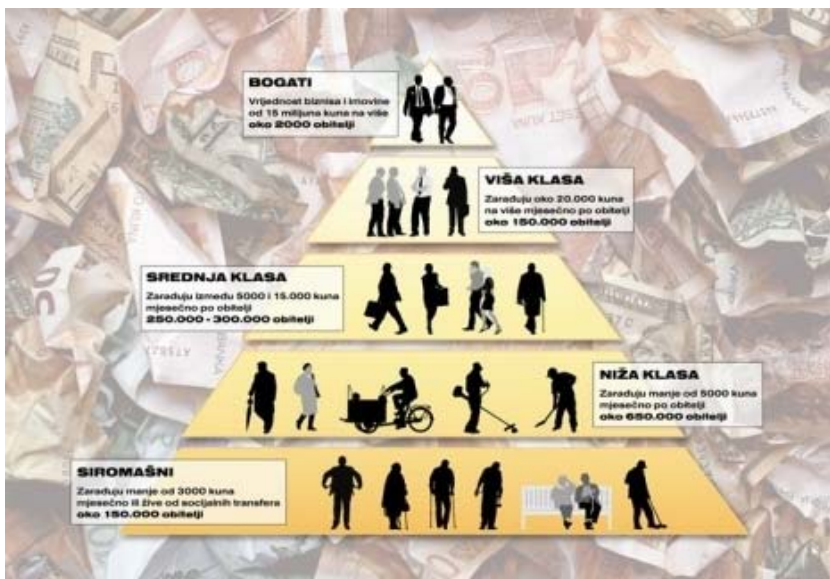 BOGATI
Vrijednost biznisa i imovine
od 15 milijuna kuna na više
oko 2000 obitelji
VIŠA KLASA
Zarađuju oko 20.000 kuna
na više mjesečno po obitelji
oko 150.000 obitelji
SREDNJA KLASA
Zarađuju između 5000 i 15.000 kuna
mjesečno po obitelji
250.000 - 300.000 obitelji
NIŽA KLASA
Zarađuju manje od 5000 kuna
mjesečno po obitelji
oko 650.000 obitelji
SIROMAŠNI
Zarađuju manje od 3000 kuna
mjesečno ili žive od socijalnih transfera
oko 150.000 obitelji